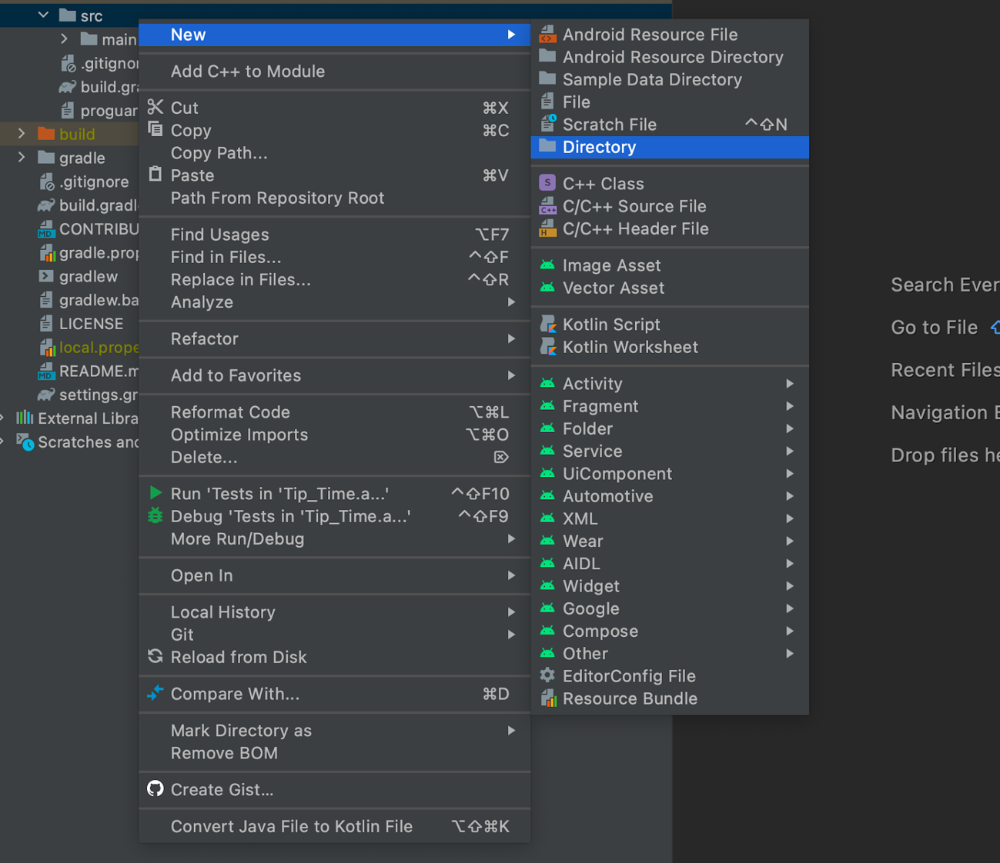 src
main
.gitignor
build.gra
proguar
build
gradle
.gitignore
build.gradl
CONTRIBU
gradle.prop
gradlew
gradlew.ba
LICENSE
local.prope
README.m
settings.gr
External Libra
Scratches and
New
Add C++ to Module
Cut ⌘X
Copy ⌘C
Copy Path...
Paste ⌘V
Path From Repository Root
Find Usages ⌥F7
Find in Files... ^⇧F
Replace in Files... ^⇧R
Analyze
Refactor
Add to Favorites
Reformat Code ⌥⌘L
Optimize Imports ⌥⌘O
Delete... ⌦
Run 'Tests in 'Tip_Time.a...' ^⇧F10
Debug 'Tests in 'Tip_Time.a...' ^⇧F9
More Run/Debug
Open In
Local History
Git
Reload from Disk
Compare With... ⌘D
Mark Directory as
Remove BOM
Create Gist...
Convert Java File to Kotlin File ⌥⇧⌘K
Android Resource File
Android Resource Directory
Sample Data Directory
File
Scratch File ^⇧N
Directory
S C++ Class
C++ C/C++ Source File
H C/C++ Header File
Image Asset
Vector Asset
Kotlin Script
Kotlin Worksheet
Activity
Fragment
Folder
Service
UiComponent
Automotive
XML
Wear
AIDL
Widget
Google
Compose
Other
EditorConfig File
Resource Bundle
Search Ever
Go to File ⇧
Recent Files
Navigation B
Drop files he